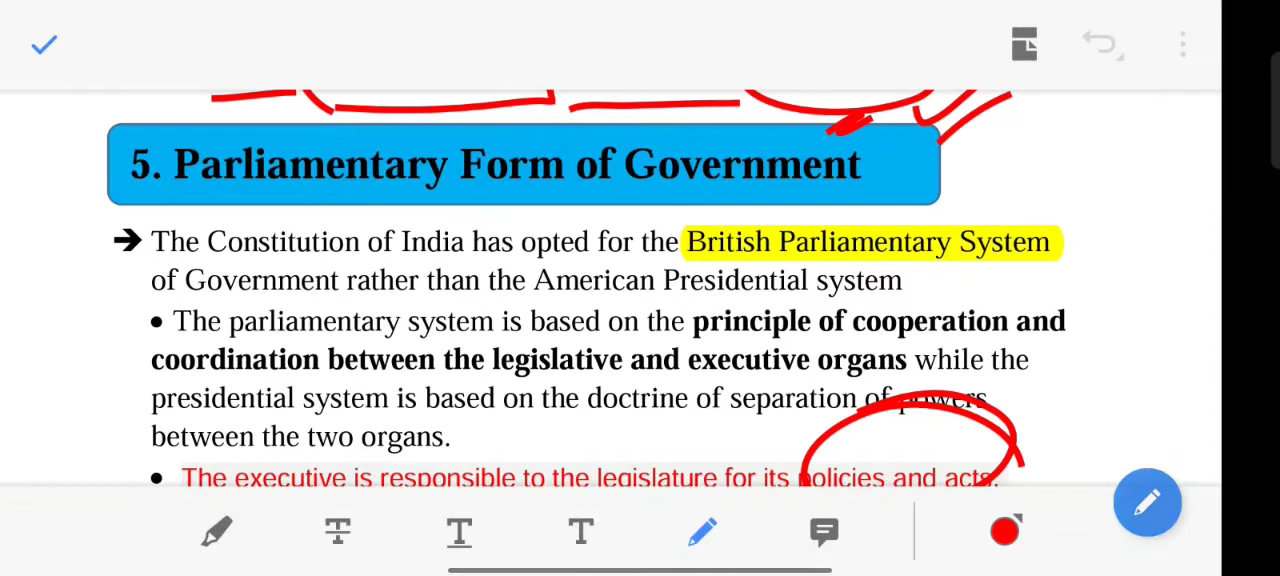 5. Parliamentary Form of Government
➔ The Constitution of India has opted for the British Parliamentary System
of Government rather than the American Presidential system
• The parliamentary system is based on the principle of cooperation and
coordination between the legislative and executive organs while the
presidential system is based on the doctrine of separation of powers
between the two organs.
• The executive is responsible to the legislature for its policies and acts.